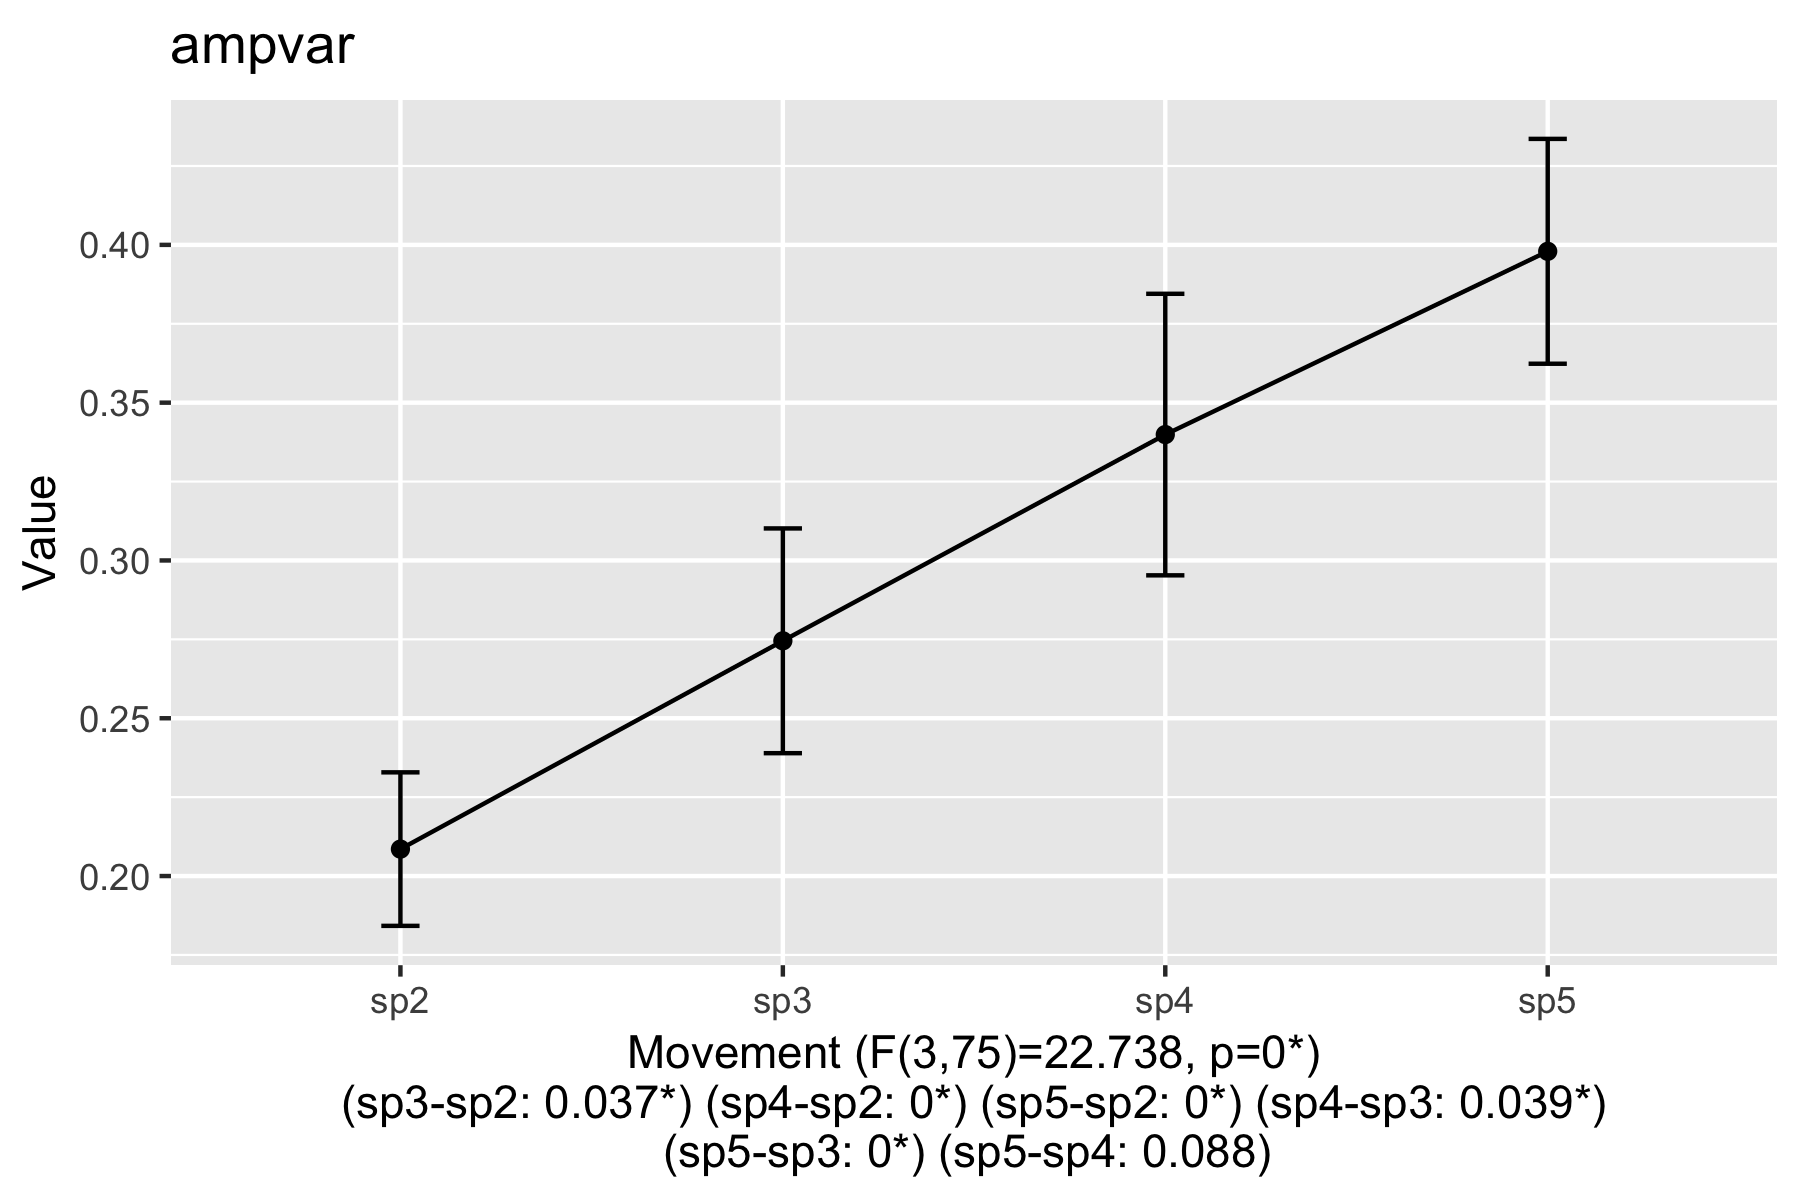 ampvar
Value
0.40
0.35
0.30
0.25
0.20
sp2 sp3 sp4 sp5
Movement (F(3,75)=22.738, p=0*)
(sp3-sp2: 0.037*) (sp4-sp2: 0*) (sp5-sp2: 0*) (sp4-sp3: 0.039*)
(sp5-sp3: 0*) (sp5-sp4: 0.088)